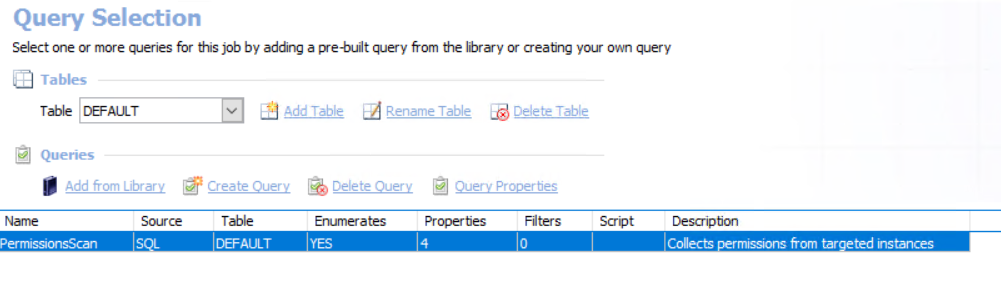 Query Selection
Select one or more queries for this job by adding a pre-built query from the library or creating your own query
Tables
Table DEFAULT Add Table Rename Table Delete Table
Queries
Add from Library Create Query Delete Query Query Properties
Name Source Table Enumerates Properties Filters Script Description
PermissionsScan SQL DEFAULT YES 4 0 Collects permissions from targeted instances